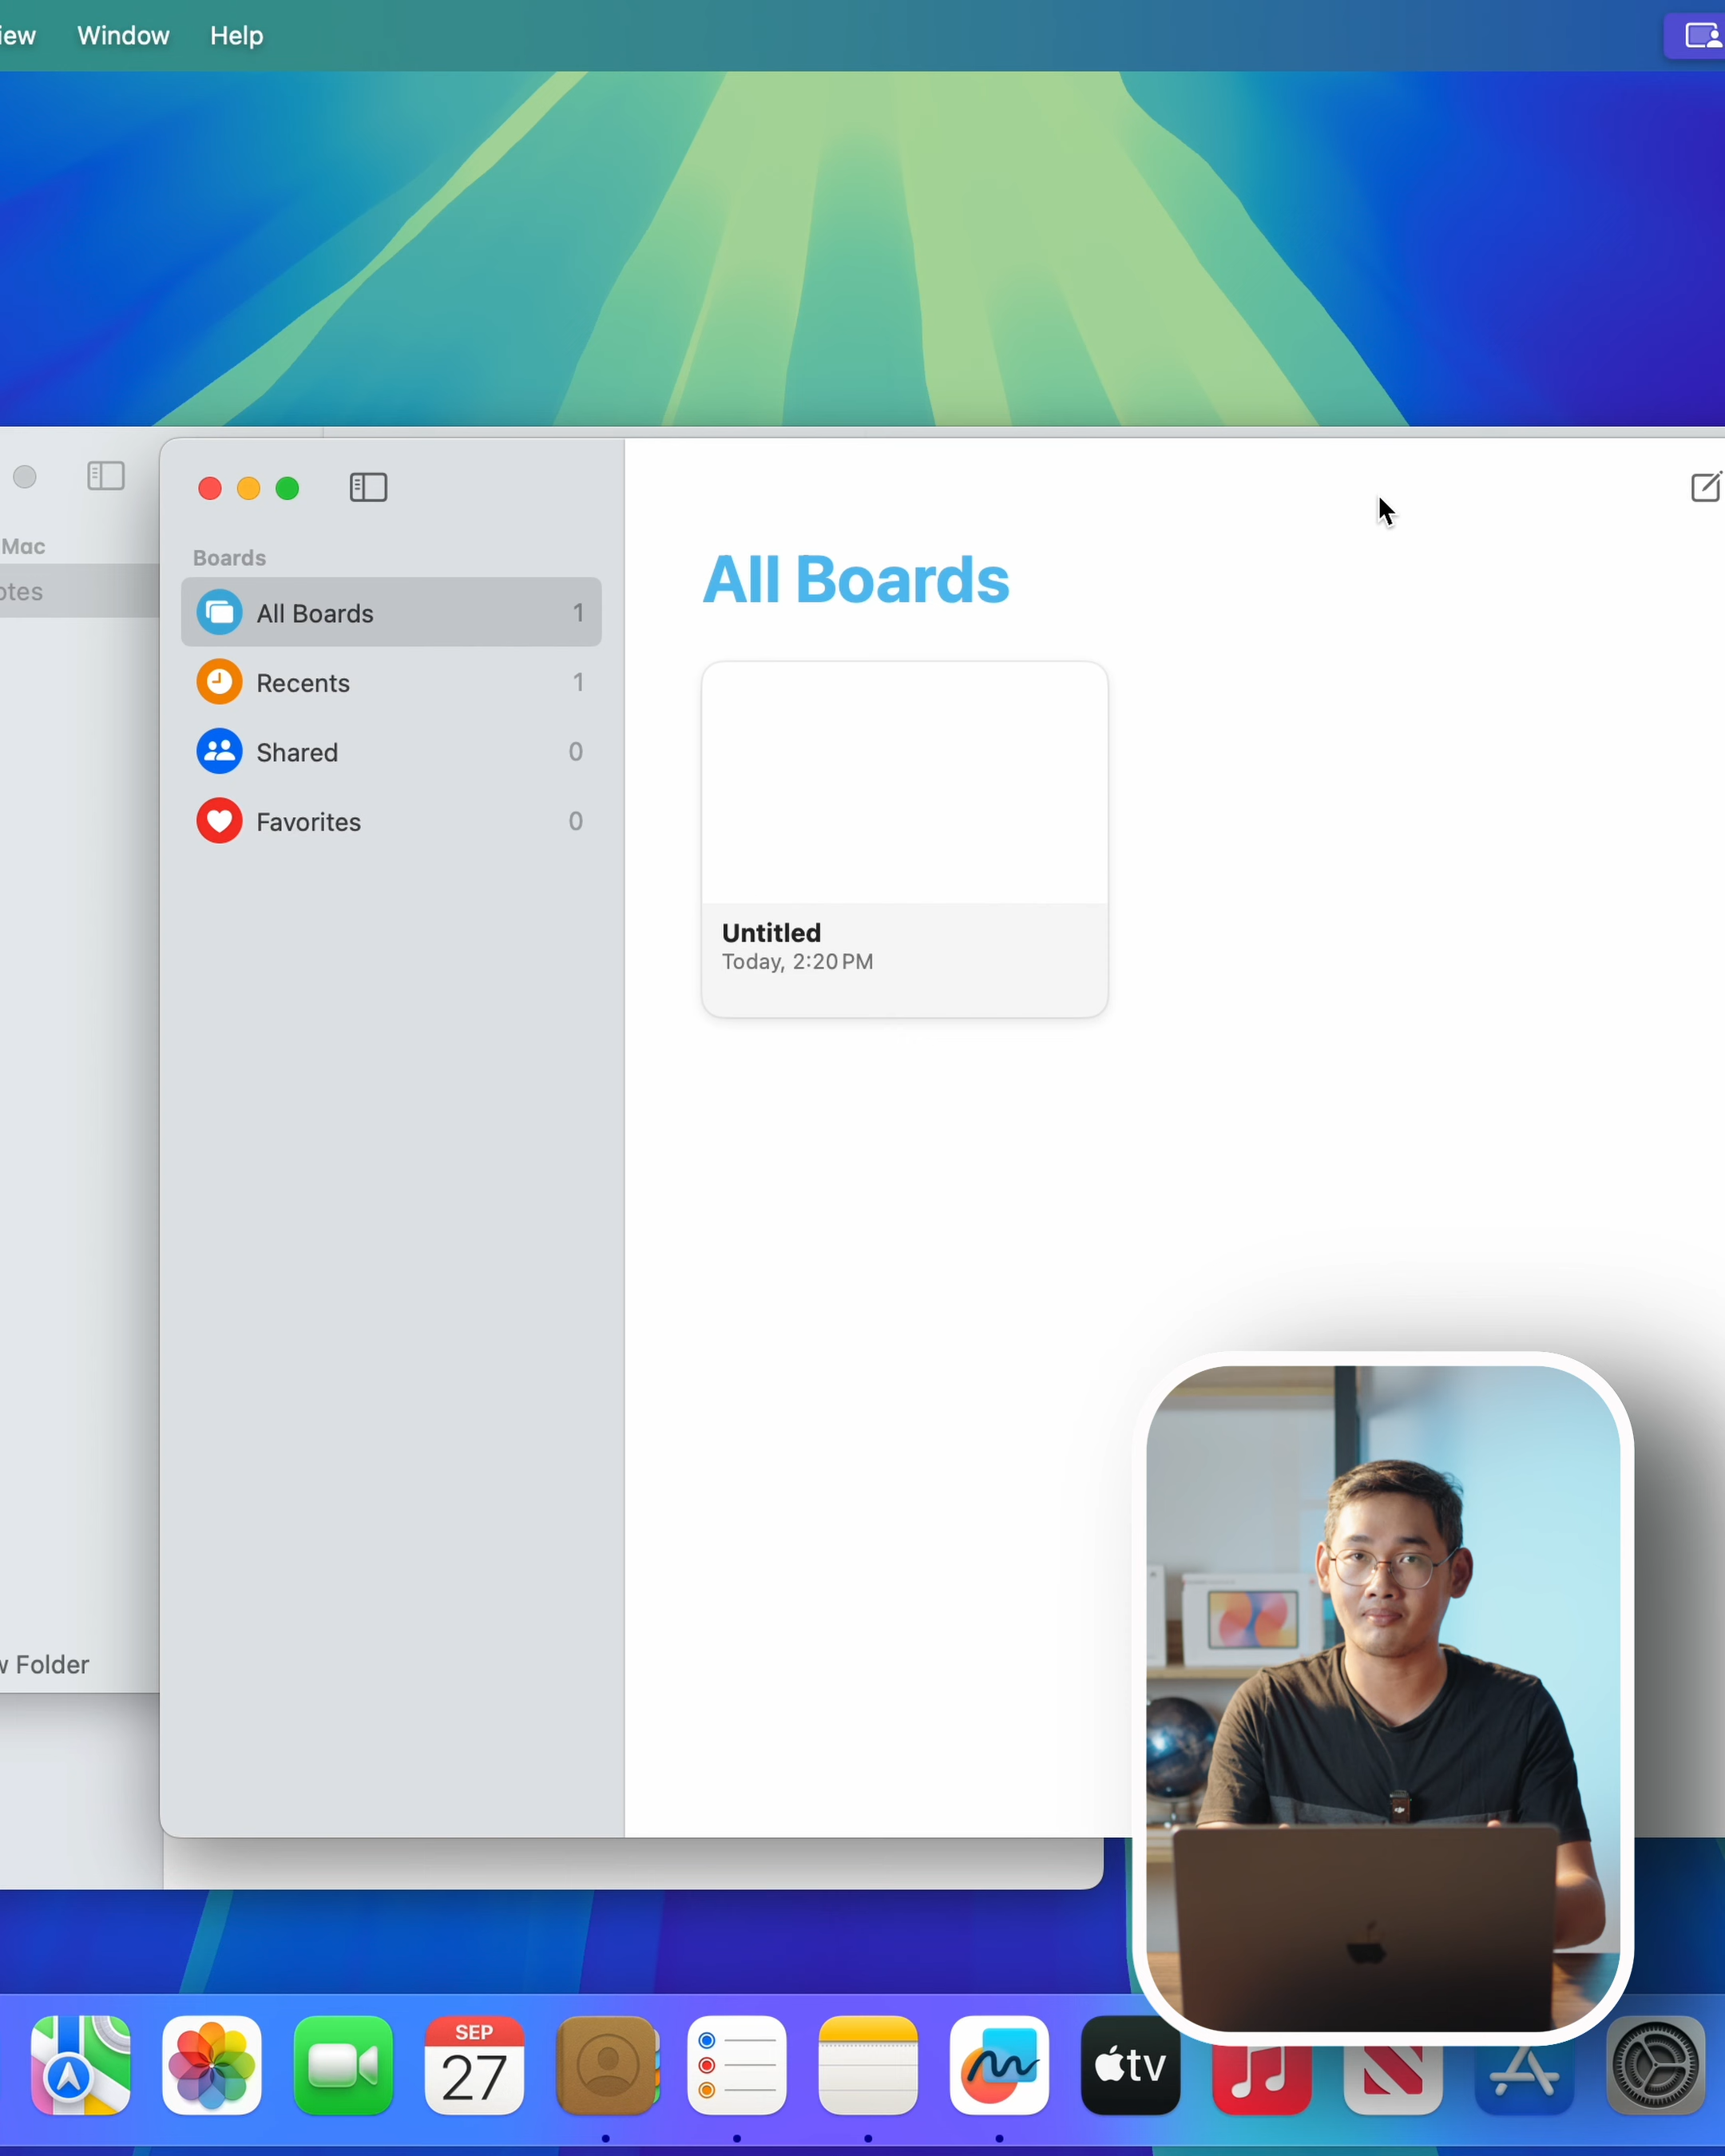 iew Window Help
Mac
otes
w Folder
Boards
All Boards 1
Recents 1
Shared 0
Favorites 0
All Boards
Untitled
Today, 2:20 PM
SEP
27
tv